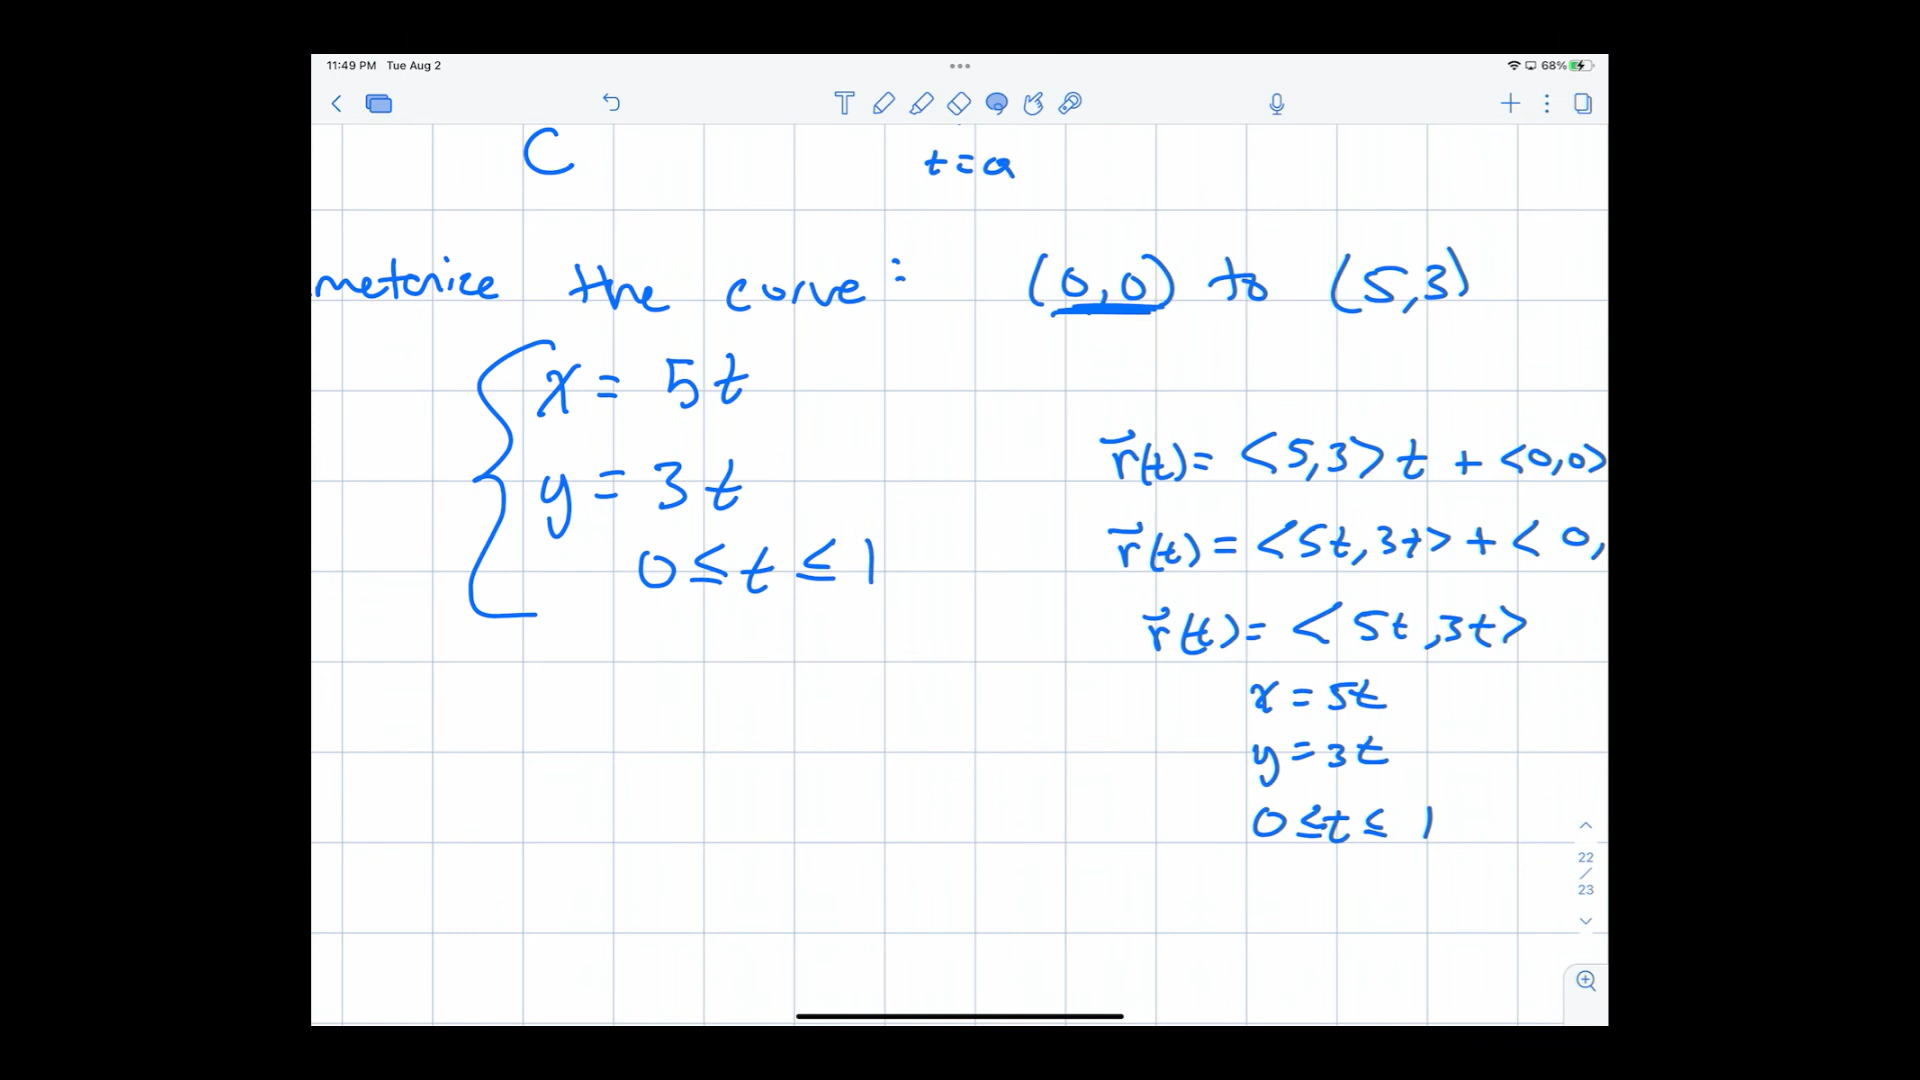 11:49 PM Tue Aug 2
68%
C
t=a
metorize the curve: (0,0) to (5,3)
x = 5t
y = 3t
0≤t≤1
r⃗(t)= <5,3>t + <0,0>
r⃗(t) = <5t,3t> + < 0,
r⃗(t)= < 5t,3t>
x = 5t
y = 3t
0≤t≤ 1
22
/
23